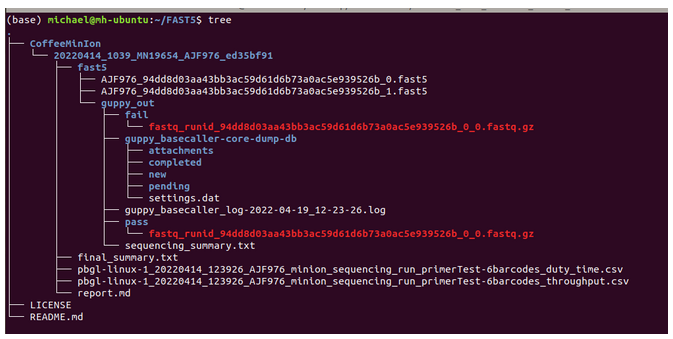 (base) michael@mh-ubuntu:~/FAST5$ tree
.
├── CoffeeMinIon
│   └── 20220414_1039_MN19654_AJF976_ed35bf91
│       ├── fast5
│       │   ├── AJF976_94dd8d03aa43bb3ac59d61d6b73a0ac5e939526b_0.fast5
│       │   ├── AJF976_94dd8d03aa43bb3ac59d61d6b73a0ac5e939526b_1.fast5
│       │   └── guppy_out
│       │       ├── fail
│       │       │   └── fastq_runid_94dd8d03aa43bb3ac59d61d6b73a0ac5e939526b_0_0.fastq.gz
│       │       ├── guppy_basecaller-core-dump-db
│       │       │   ├── attachments
│       │       │   ├── completed
│       │       │   ├── new
│       │       │   ├── pending
│       │       │   └── settings.dat
│       │       ├── guppy_basecaller_log-2022-04-19_12-23-26.log
│       │       ├── pass
│       │       │   └── fastq_runid_94dd8d03aa43bb3ac59d61d6b73a0ac5e939526b_0_0.fastq.gz
│       │       └── sequencing_summary.txt
│       ├── final_summary.txt
│       ├── pbgl-linux-1_20220414_123926_AJF976_minion_sequencing_run_primerTest-6barcodes_duty_time.csv
│       ├── pbgl-linux-1_20220414_123926_AJF976_minion_sequencing_run_primerTest-6barcodes_throughput.csv
│       └── report.md
├── LICENSE
└── README.md